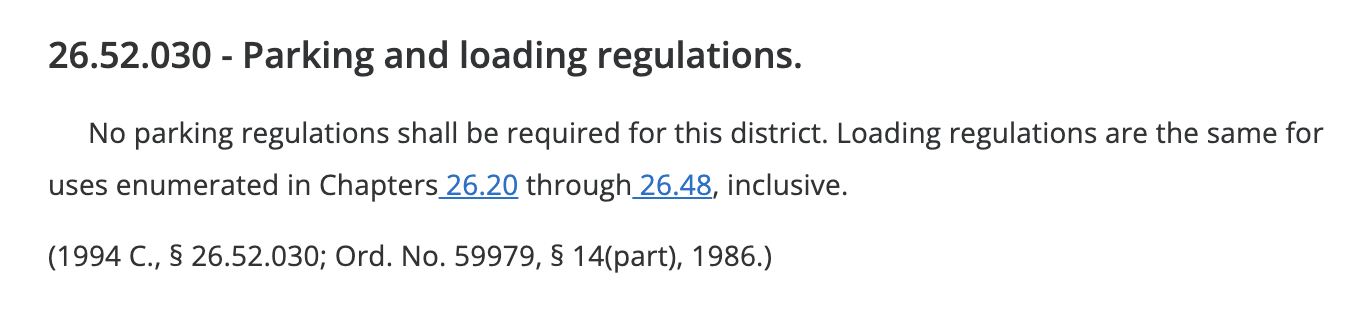 26.52.030 - Parking and loading regulations.
No parking regulations shall be required for this district. Loading regulations are the same for
uses enumerated in Chapters 26.20 through 26.48, inclusive.
(1994 C., § 26.52.030; Ord. No. 59979, § 14(part), 1986.)